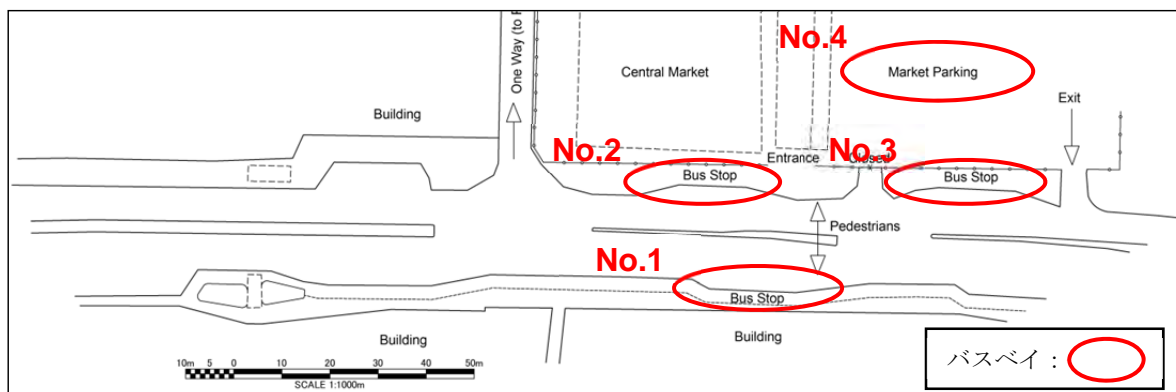 No.4
One Way (to
Central Market
Market Parking
Building
Exit
No.2
Entrance
Closed
No.3
Bus Stop
Bus Stop
Pedestrians
No.1
Bus Stop
Building
Building
10m 5 0 10 20 30 40 50m
SCALE 1:1000m
バスベイ：